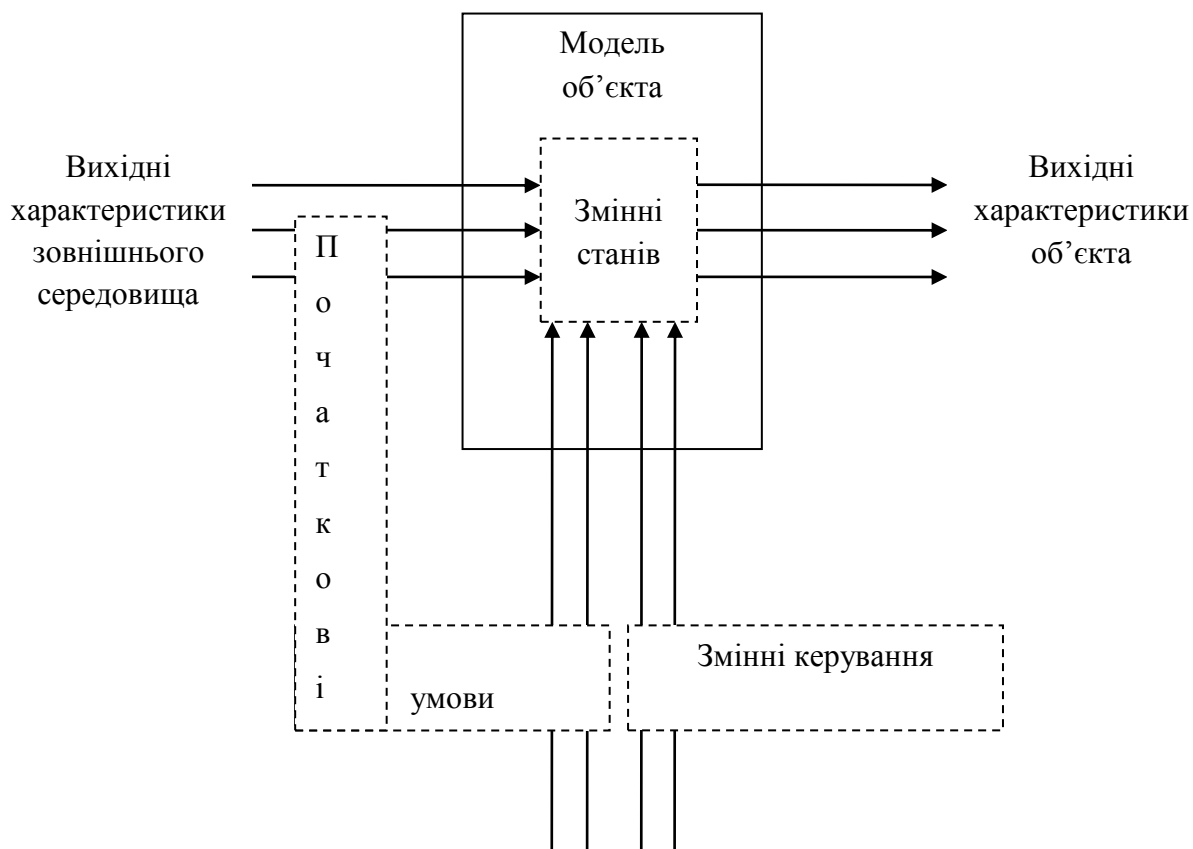 Модель
об’єкта
Вихідні
характеристики
зовнішнього
середовища
Змінні
станів
Вихідні
характеристики
об’єкта
П
о
ч
а
т
к
о
в
і
умови
Змінні керування